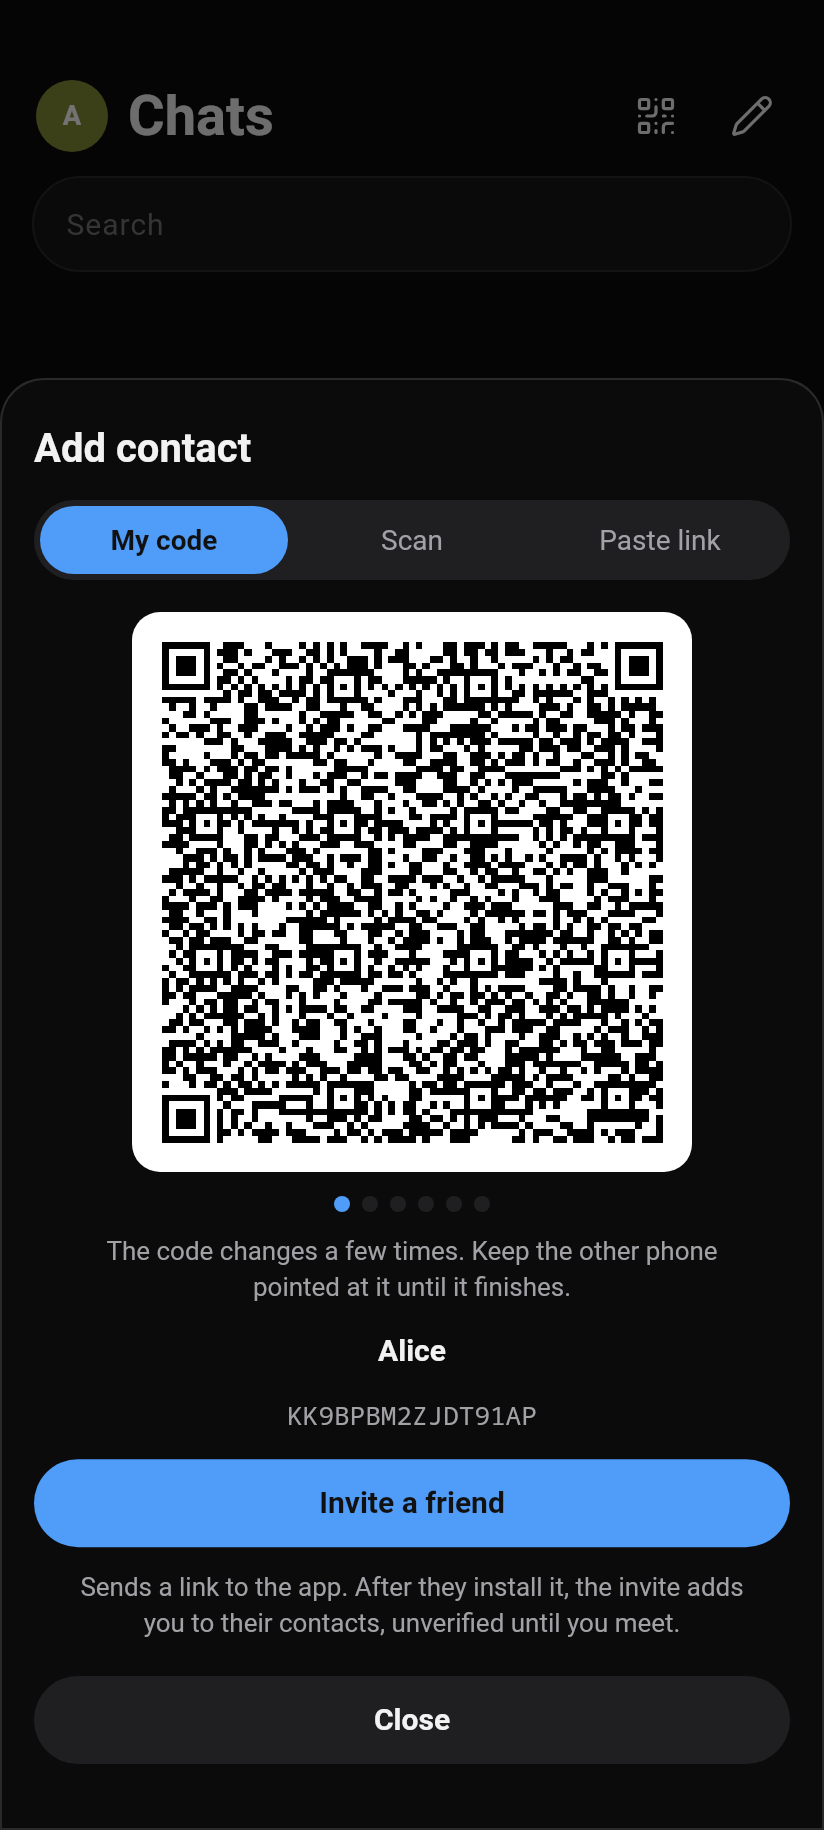 A
Chats
Search
Add contact
My code
Scan
Paste link
The code changes a few times. Keep the other phone
pointed at it until it finishes.
Alice
KK9BPBM2ZJDT91AP
Invite a friend
Sends a link to the app. After they install it, the invite adds
you to their contacts, unverified until you meet.
Close